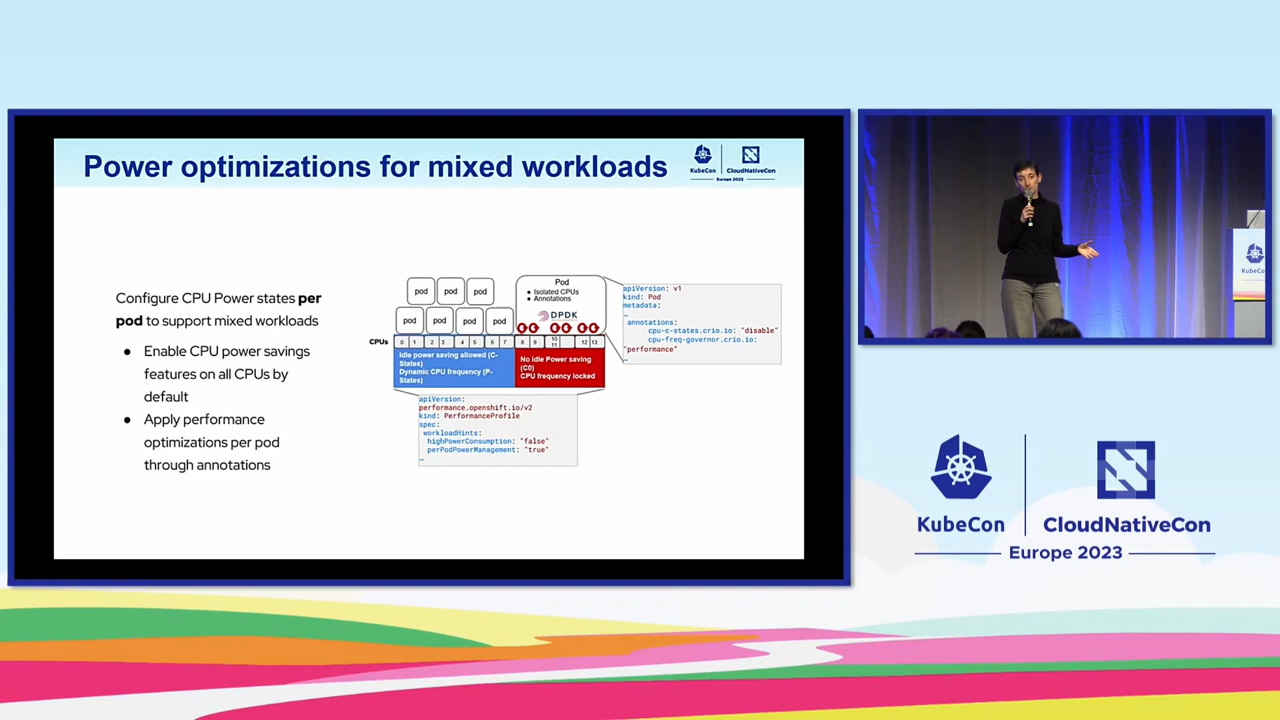 Power optimizations for mixed workloads
KubeCon
CloudNativeCon
Europe 2023
Configure CPU Power states per
pod to support mixed workloads
● Enable CPU power savings
features on all CPUs by
default
● Apply performance
optimizations per pod
through annotations
pod pod pod
pod pod pod pod
Pod
● Isolated CPUs
● Annotations
DPDK
CPUs 0 1 2 3 4 5 6 7 8 9 10 11 12 13
Idle power saving allowed (C-
States)
Dynamic CPU frequency (P-
States)
No idle Power saving
(C0)
CPU frequency locked
apiVersion: v1
kind: Pod
metadata:
…
annotations:
cpu-c-states.crio.io: "disable"
cpu-freq-governor.crio.io:
"performance"
…
apiVersion:
performance.openshift.io/v2
kind: PerformanceProfile
spec:
workloadHints:
highPowerConsumption: "false"
perPodPowerManagement: "true"
…
KubeCo
KubeCon
CloudNativeCon
Europe 2023